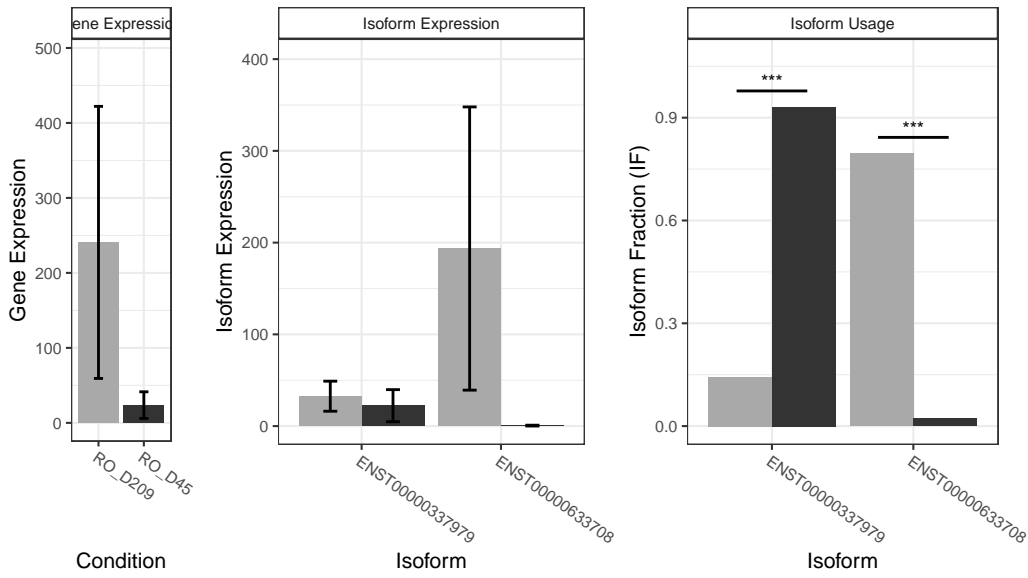 ene Expressio
Gene Expression
500
400
300
200
100
0
RO_D209
RO_D45
Condition
Isoform Expression
Isoform Expression
400
300
200
100
0
ENST00000337979
ENST00000633708
Isoform
Isoform Usage
Isoform Fraction (IF)
0.9
0.6
0.3
0.0
***
***
ENST00000337979
ENST00000633708
Isoform